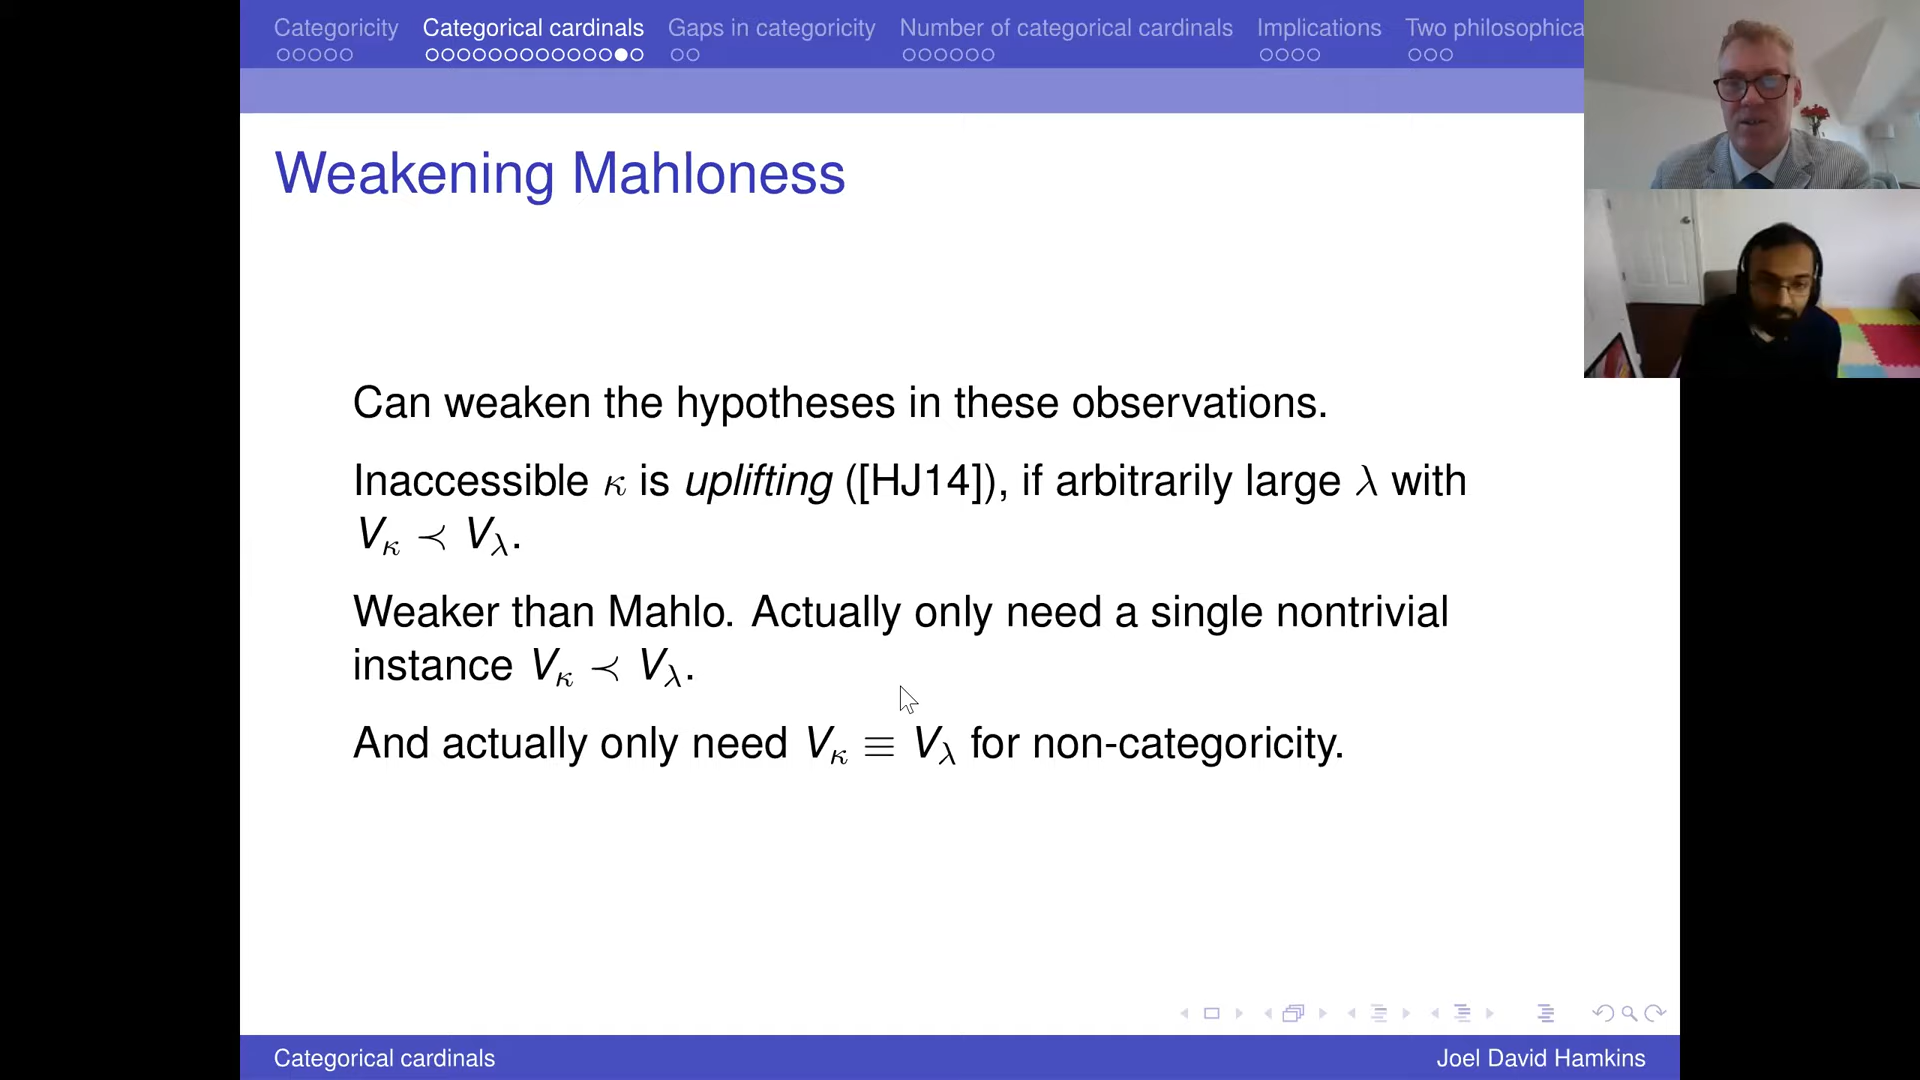 Categoricity Categorical cardinals Gaps in categoricity Number of categorical cardinals Implications Two philosophica
Weakening Mahloness
Can weaken the hypotheses in these observations.
Inaccessible κ is uplifting ([HJ14]), if arbitrarily large λ with
V_κ ≺ V_λ.
Weaker than Mahlo. Actually only need a single nontrivial
instance V_κ ≺ V_λ.
And actually only need V_κ ≡ V_λ for non-categoricity.
Categorical cardinals Joel David Hamkins